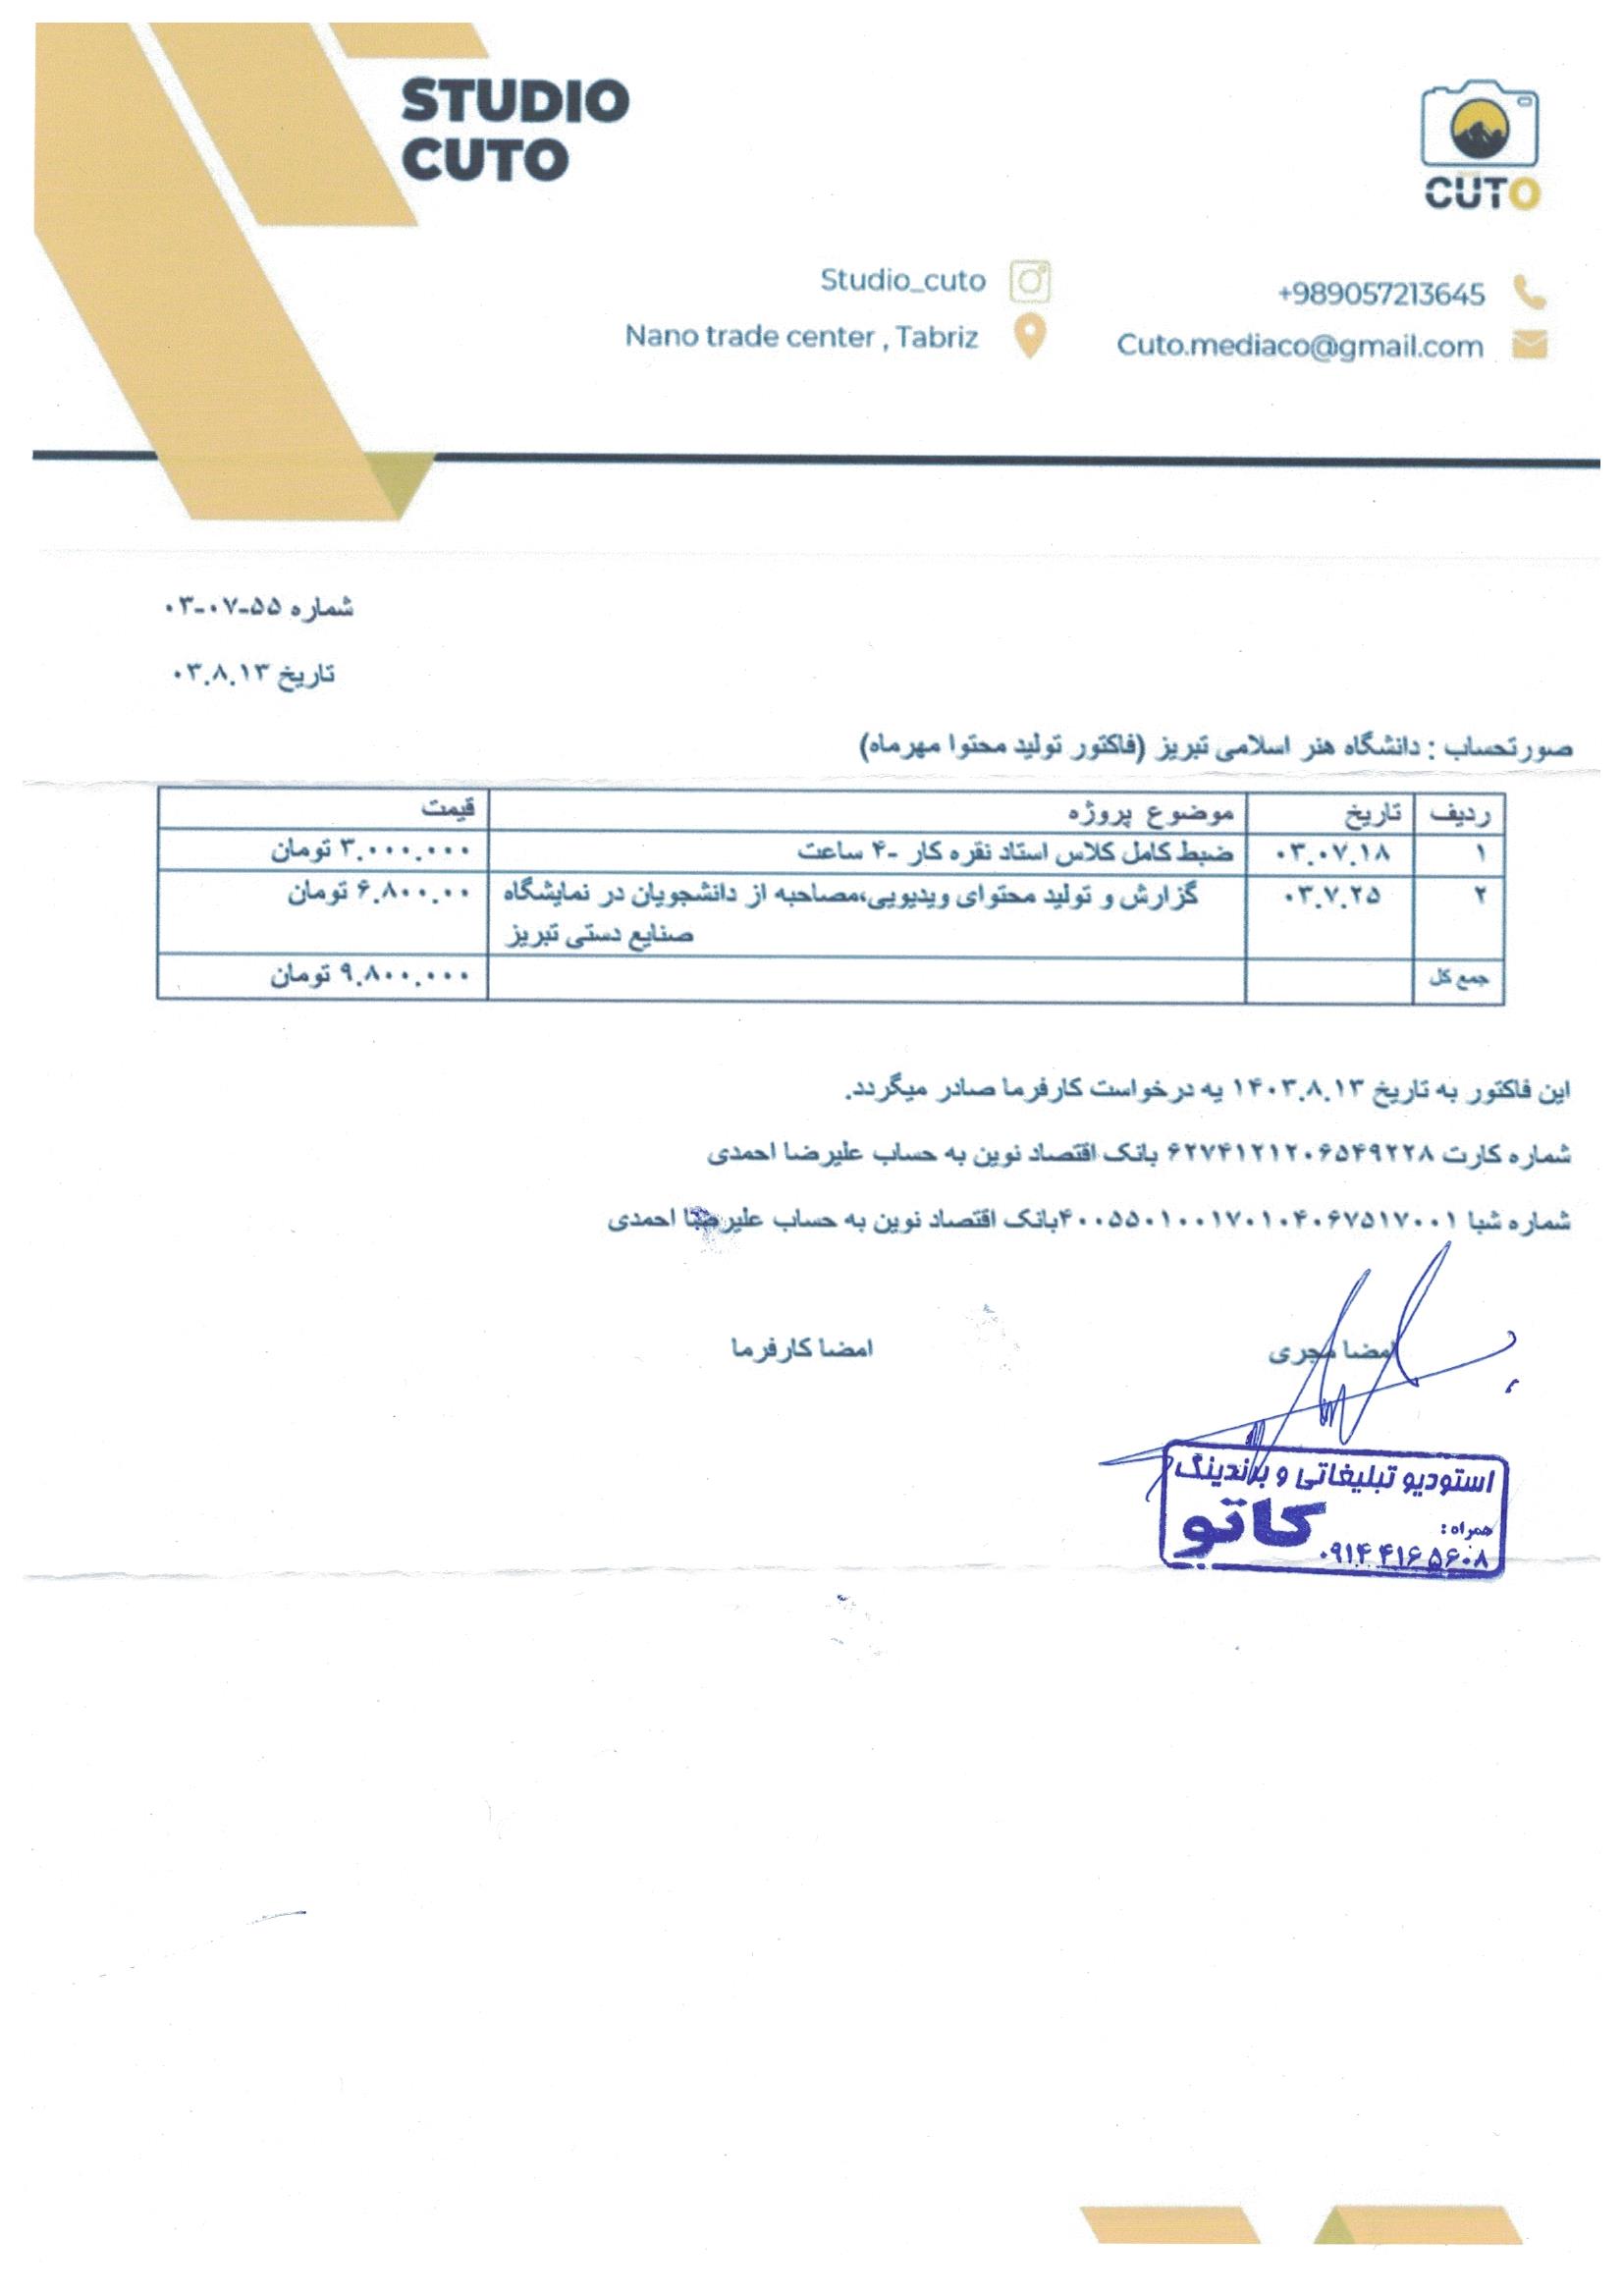 STUDIO
CUTO
CUTO
Studio_cuto
+989057213645
Nano trade center , Tabriz
Cuto.mediaco@gmail.com
شماره ۵۵-۰۷-۰۳
تاریخ ۰۳.۸.۱۳
صورتحساب : دانشگاه هنر اسلامی تبریز (فاکتور تولید محتوا مهرماه)
ردیف تاریخ موضوع پروژه قیمت
۱ ۰۳.۰۷.۱۸ ضبط کامل کلاس استاد نقره کار -۴ ساعت ۳.۰۰۰.۰۰۰ تومان
۲ ۰۳.۷.۲۵ گزارش و تولید محتوای ویدیویی،مصاحبه از دانشجویان در نمایشگاه ۶.۸۰۰.۰۰ تومان
صنایع دستی تبریز
جمع کل ۹.۸۰۰.۰۰۰ تومان
این فاکتور به تاریخ ۱۴۰۳.۸.۱۳ یه درخواست کارفرما صادر میگردد.
شماره کارت ۶۲۷۴۱۲۱۲۰۶۵۴۹۲۲۸ بانک اقتصاد نوین به حساب علیرضا احمدی
شماره شبا ۴۰۰۵۵۰۱۰۰۱۷۰۱۰۴۰۶۷۵۱۷۰۰۱بانک اقتصاد نوین به حساب علیرضا احمدی
امضا مجری
امضا کارفرما
استودیو تبلیغاتی و برندینگ
کاتو
همراه :
۰۹۱۴ ۴۱۶ ۵۶۰۸